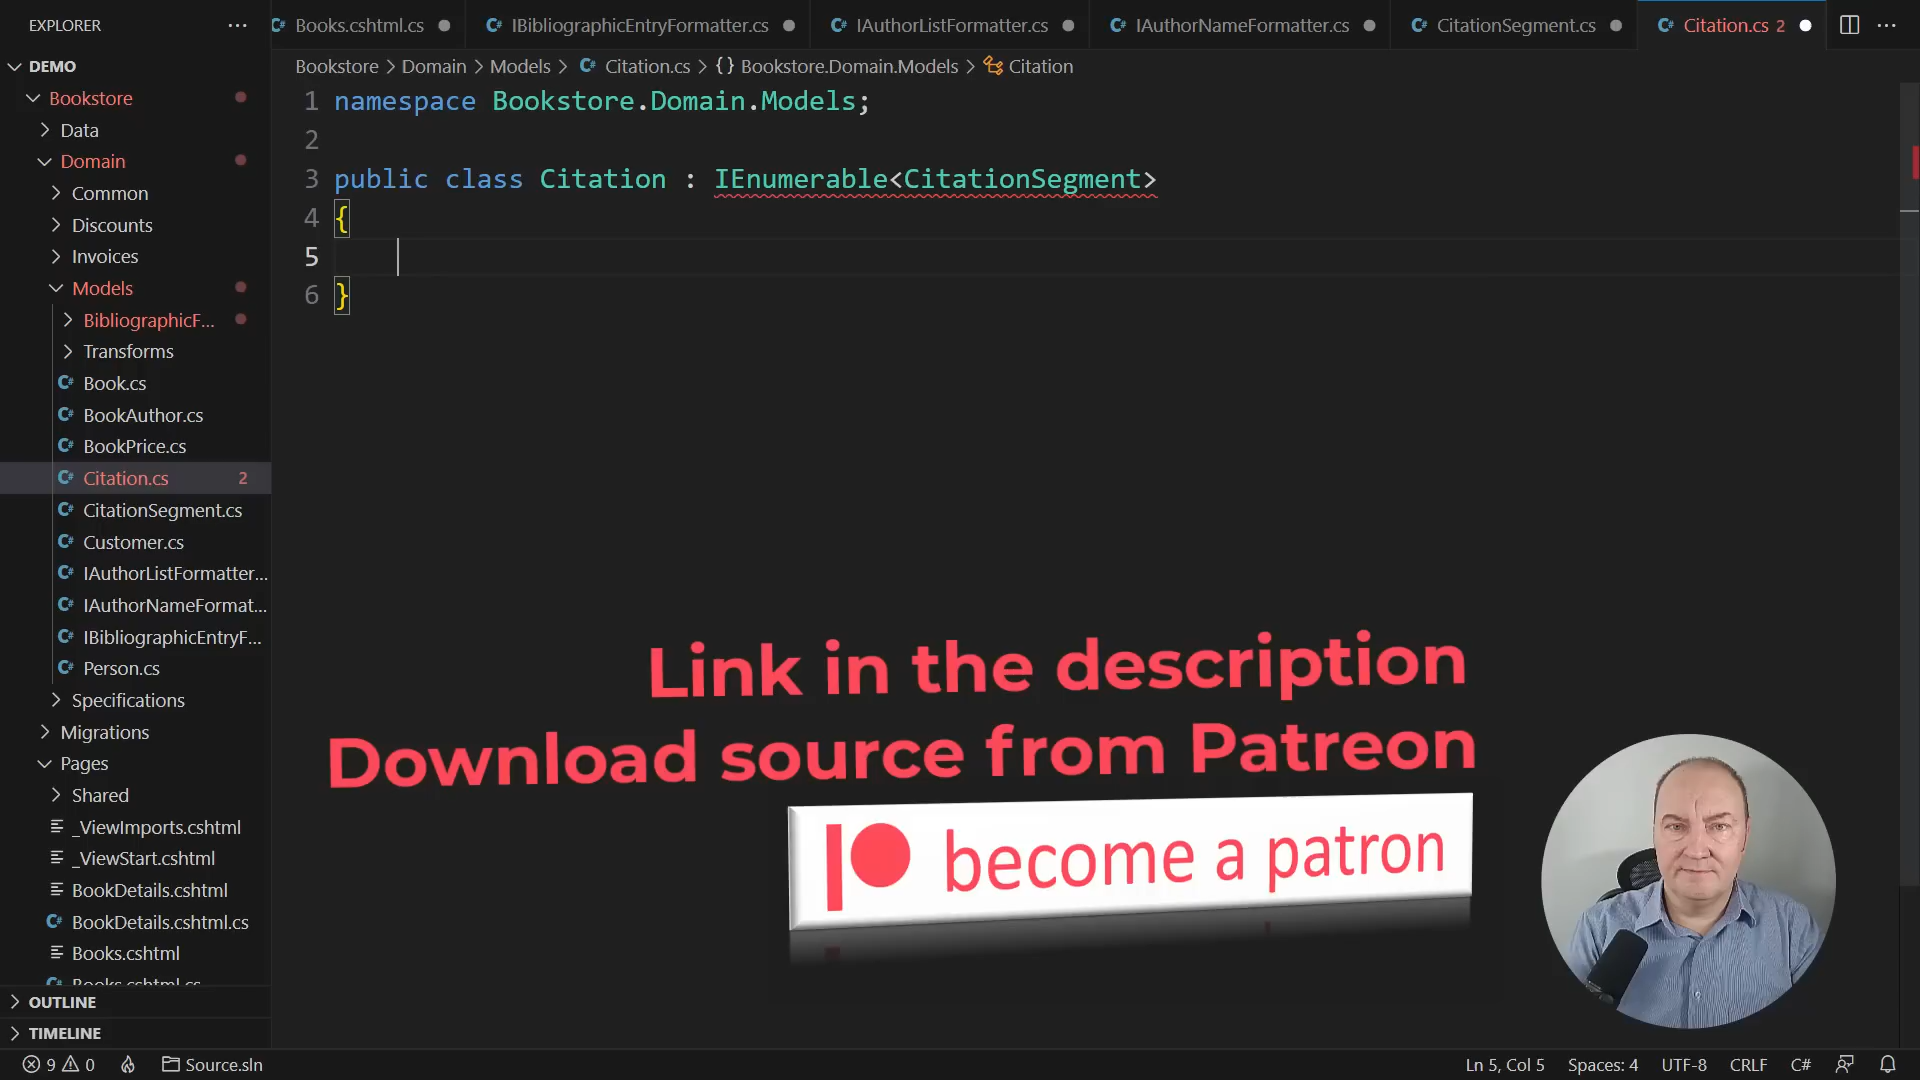 EXPLORER
DEMO
Bookstore
Data
Domain
Common
Discounts
Invoices
Models
BibliographicF...
Transforms
Book.cs
BookAuthor.cs
BookPrice.cs
Citation.cs 2
CitationSegment.cs
Customer.cs
IAuthorListFormatter...
IAuthorNameFormat...
IBibliographicEntryF...
Person.cs
Specifications
Migrations
Pages
Shared
_ViewImports.cshtml
_ViewStart.cshtml
BookDetails.cshtml
BookDetails.cshtml.cs
Books.cshtml
Books.cshtml.cs
OUTLINE
TIMELINE
Books.cshtml.cs IBibliographicEntryFormatter.cs IAuthorListFormatter.cs IAuthorNameFormatter.cs CitationSegment.cs Citation.cs 2
Bookstore > Domain > Models > Citation.cs > {} Bookstore.Domain.Models > Citation
1 namespace Bookstore.Domain.Models;
2
3 public class Citation : IEnumerable<CitationSegment>
4 {
5
6 }
Link in the description
Download source from Patreon
become a patron
9 0 Source.sln Ln 5, Col 5 Spaces: 4 UTF-8 CRLF C#